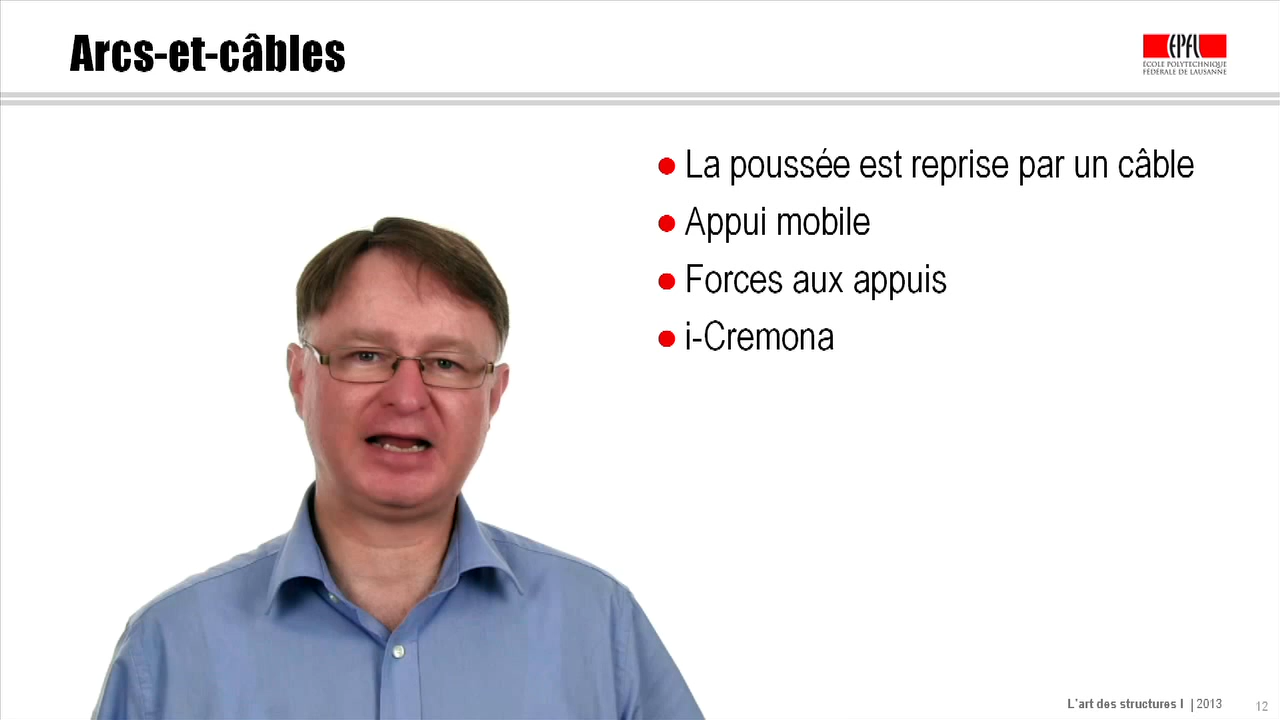 Arcs-et-câbles
EPFL
ÉCOLE POLYTECHNIQUE
FÉDÉRALE DE LAUSANNE
La poussée est reprise par un câble
Appui mobile
Forces aux appuis
i-Cremona
L'art des structures I | 2013
12